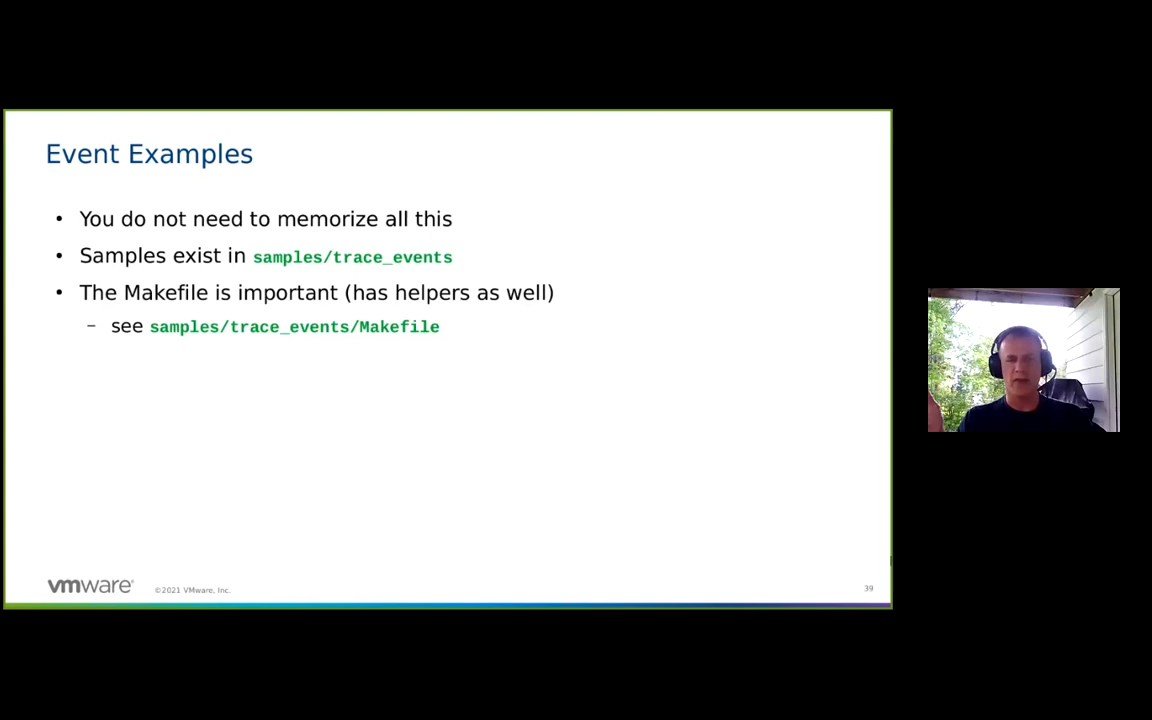 Event Examples
• You do not need to memorize all this
• Samples exist in samples/trace_events
• The Makefile is important (has helpers as well)
– see samples/trace_events/Makefile
vmware®
©2021 VMware, Inc.
39